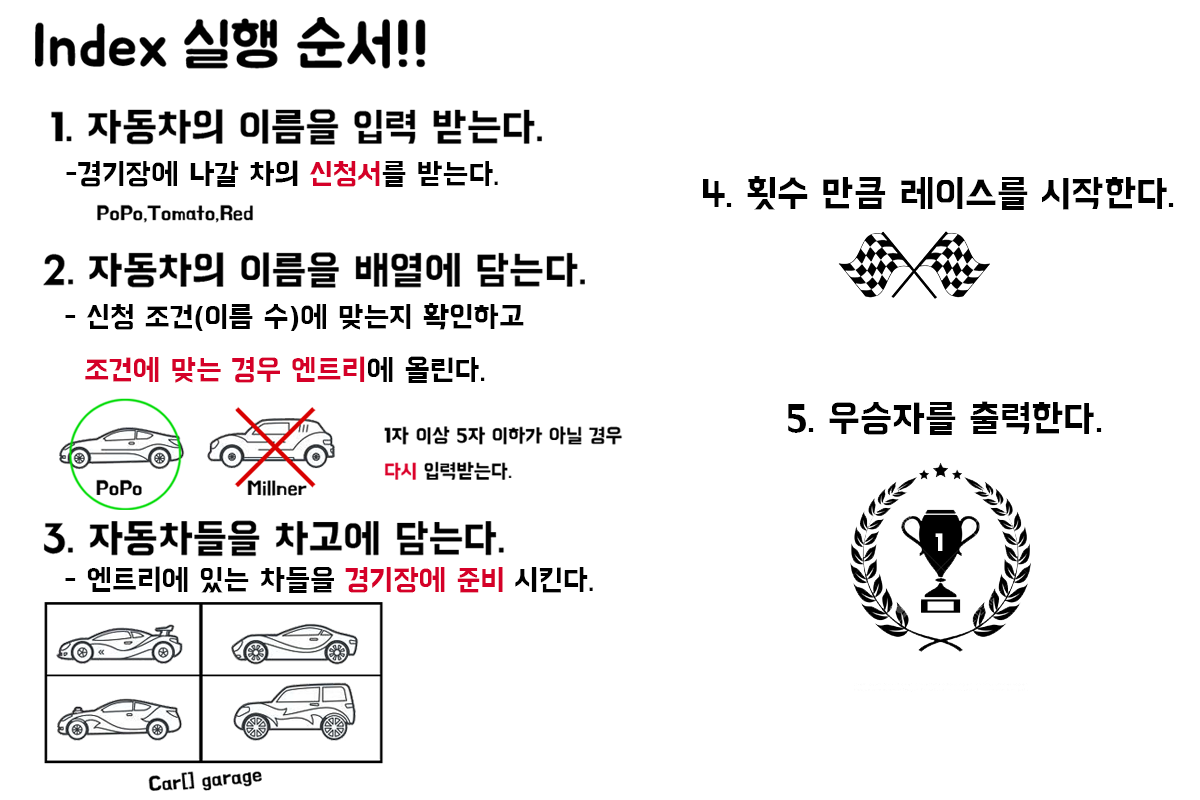 Index 실행 순서!!
1. 자동차의 이름을 입력 받는다.
-경기장에 나갈 차의 신청서를 받는다.
PoPo,Tomato,Red
2. 자동차의 이름을 배열에 담는다.
- 신청 조건(이름 수)에 맞는지 확인하고
조건에 맞는 경우 엔트리에 올린다.
PoPo
Millner
1자 이상 5자 이하가 아닐 경우
다시 입력받는다.
3. 자동차들을 차고에 담는다.
- 엔트리에 있는 차들을 경기장에 준비 시킨다.
Car[] garage
4. 횟수 만큼 레이스를 시작한다.
5. 우승자를 출력한다.
1